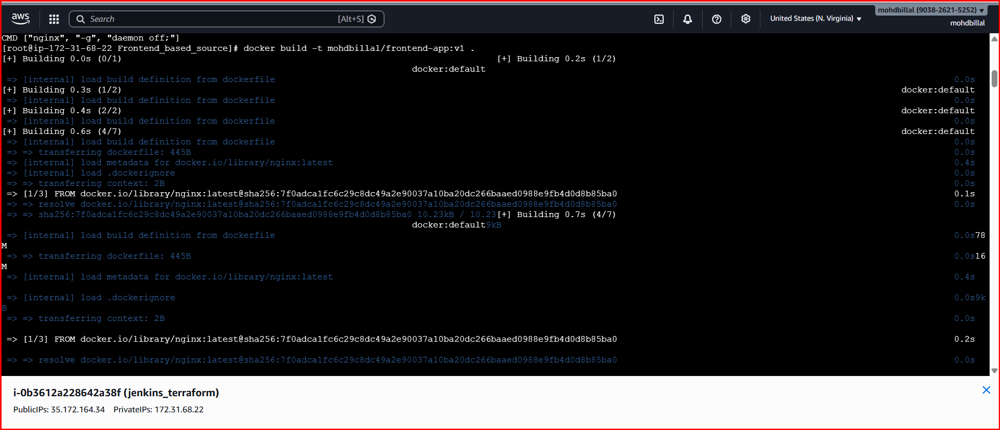 aws
Search [Alt+S]
United States (N. Virginia)
mohdbillal (9038-2621-5252)
mohdbillal
CMD ["nginx", "-g", "daemon off;"]
[root@ip-172-31-68-22 Frontend_based_source]# docker build -t mohdbillal/frontend-app:v1 .
[+] Building 0.0s (0/1) [+] Building 0.2s (1/2)
docker:default
=> [internal] load build definition from dockerfile 0.0s
[+] Building 0.3s (1/2) docker:default
=> [internal] load build definition from dockerfile 0.0s
[+] Building 0.4s (2/2) docker:default
=> [internal] load build definition from dockerfile 0.0s
[+] Building 0.6s (4/7) docker:default
=> [internal] load build definition from dockerfile 0.0s
=> => transferring dockerfile: 445B 0.0s
=> [internal] load metadata for docker.io/library/nginx:latest 0.4s
=> [internal] load .dockerignore 0.0s
=> => transferring context: 2B 0.0s
=> [1/3] FROM docker.io/library/nginx:latest@sha256:7f0adca1fc6c29c8dc49a2e90037a10ba20dc266baaed0988e9fb4d0d8b85ba0 0.1s
=> => resolve docker.io/library/nginx:latest@sha256:7f0adca1fc6c29c8dc49a2e90037a10ba20dc266baaed0988e9fb4d0d8b85ba0 0.0s
=> => sha256:7f0adca1fc6c29c8dc49a2e90037a10ba20dc266baaed0988e9fb4d0d8b85ba0 10.23kB / 10.23[+] Building 0.7s (4/7)
docker:default9kB
=> [internal] load build definition from dockerfile 0.0s78
M
=> => transferring dockerfile: 445B 0.0s16
M
=> [internal] load metadata for docker.io/library/nginx:latest 0.4s
=> [internal] load .dockerignore 0.0s9k
B
=> => transferring context: 2B 0.0s
=> [1/3] FROM docker.io/library/nginx:latest@sha256:7f0adca1fc6c29c8dc49a2e90037a10ba20dc266baaed0988e9fb4d0d8b85ba0 0.2s
=> => resolve docker.io/library/nginx:latest@sha256:7f0adca1fc6c29c8dc49a2e90037a10ba20dc266baaed0988e9fb4d0d8b85ba0 0.0s
i-0b3612a228642a38f (jenkins_terraform)
PublicIPs: 35.172.164.34 PrivateIPs: 172.31.68.22